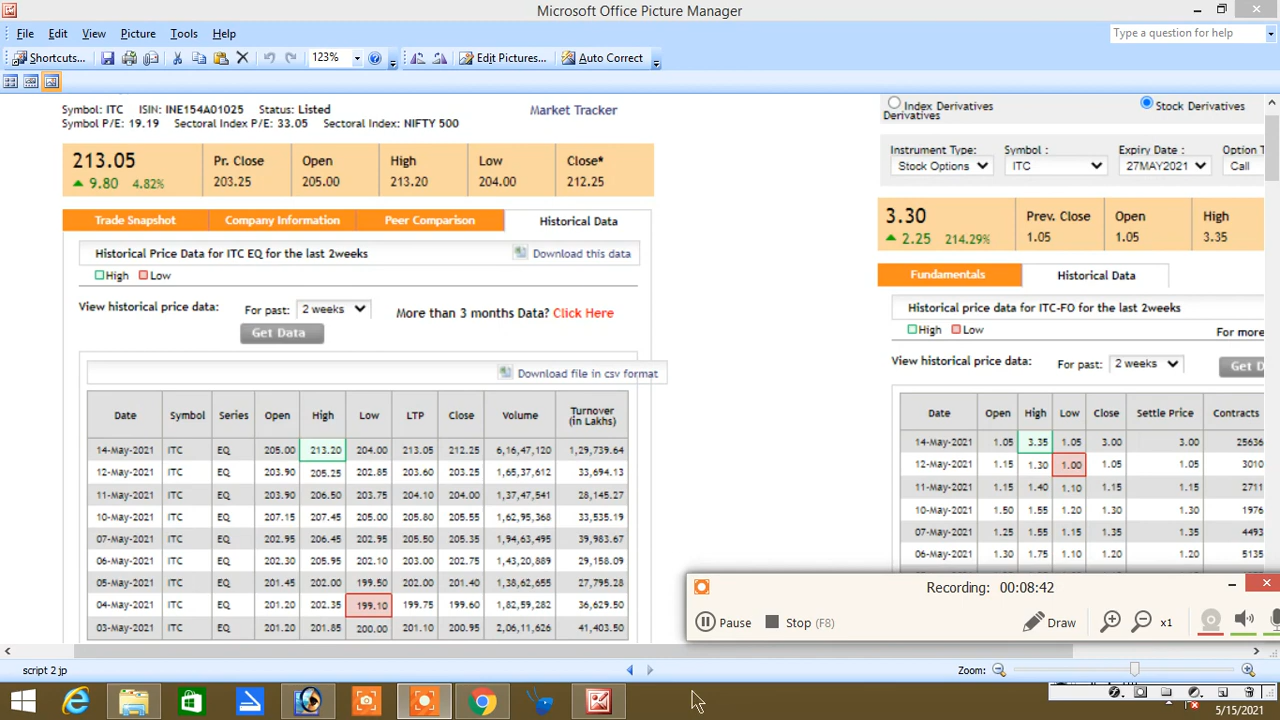 Microsoft Office Picture Manager
File Edit View Picture Tools Help
Type a question for help
Shortcuts... 123% Edit Pictures... Auto Correct
Symbol: ITC ISIN: INE154A01025 Status: Listed
Symbol P/E: 19.19 Sectoral Index P/E: 33.05 Sectoral Index: NIFTY 500
Market Tracker
213.05 Pr. Close Open High Low Close*
9.80 4.82% 203.25 205.00 213.20 204.00 212.25
Trade Snapshot Company Information Peer Comparison Historical Data
Historical Price Data for ITC EQ for the last 2weeks Download this data
High Low
View historical price data: For past: 2 weeks More than 3 months Data? Click Here
Get Data
Download file in csv format
Date Symbol Series Open High Low LTP Close Volume Turnover (in Lakhs)
14-May-2021 ITC EQ 205.00 213.20 204.00 213.05 212.25 6,16,47,120 1,29,739.64
12-May-2021 ITC EQ 203.90 205.25 202.85 203.60 203.25 1,65,37,612 33,694.13
11-May-2021 ITC EQ 203.90 206.50 203.75 204.10 204.00 1,37,47,541 28,145.27
10-May-2021 ITC EQ 207.15 207.45 205.00 205.80 205.55 1,62,95,368 33,535.19
07-May-2021 ITC EQ 202.95 206.45 202.95 205.50 205.35 1,94,63,495 39,983.67
06-May-2021 ITC EQ 202.30 205.95 202.10 203.00 202.75 1,43,20,889 29,158.09
05-May-2021 ITC EQ 201.45 202.00 199.50 202.00 201.40 1,38,62,655 27,795.28
04-May-2021 ITC EQ 201.20 202.35 199.10 199.75 199.60 1,82,59,282 36,629.50
03-May-2021 ITC EQ 201.20 201.85 200.00 201.10 200.95 2,06,11,626 41,403.50
Index Derivatives Stock Derivatives
Derivatives
Instrument Type: Symbol : Expiry Date : Option T
Stock Options ITC 27MAY2021 Call
3.30 Prev. Close Open High
2.25 214.29% 1.05 1.05 3.35
Fundamentals Historical Data
Historical price data for ITC-FO for the last 2weeks
High Low For more
View historical price data: For past: 2 weeks Get D
Date Open High Low Close Settle Price Contracts
14-May-2021 1.05 3.35 1.05 3.00 3.00 25636
12-May-2021 1.15 1.30 1.00 1.05 1.05 3010
11-May-2021 1.15 1.40 1.10 1.15 1.15 2711
10-May-2021 1.50 1.55 1.20 1.30 1.30 1976
07-May-2021 1.25 1.55 1.15 1.35 1.35 4493
06-May-2021 1.30 1.75 1.10 1.20 1.20 5135
Recording: 00:08:42
Pause Stop (F8) Draw x1
script 2 jp Zoom:
5/15/2021